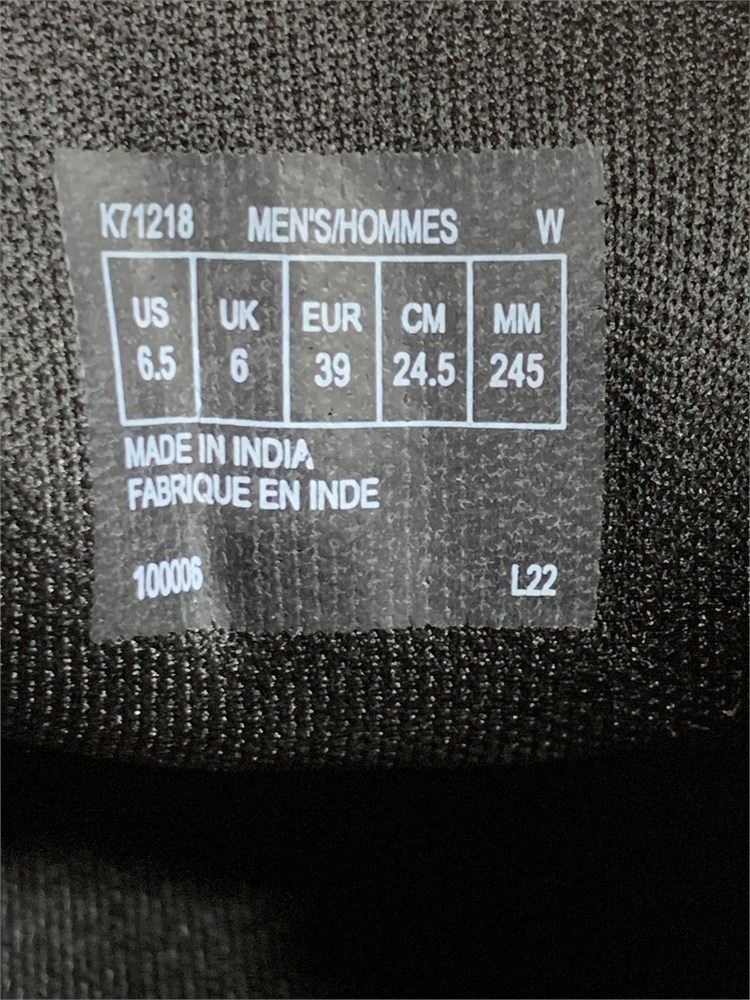 K71218 MEN'S/HOMMES W
US UK EUR CM MM
6.5 6 39 24.5 245
MADE IN INDIA
FABRIQUE EN INDE
100006 L22